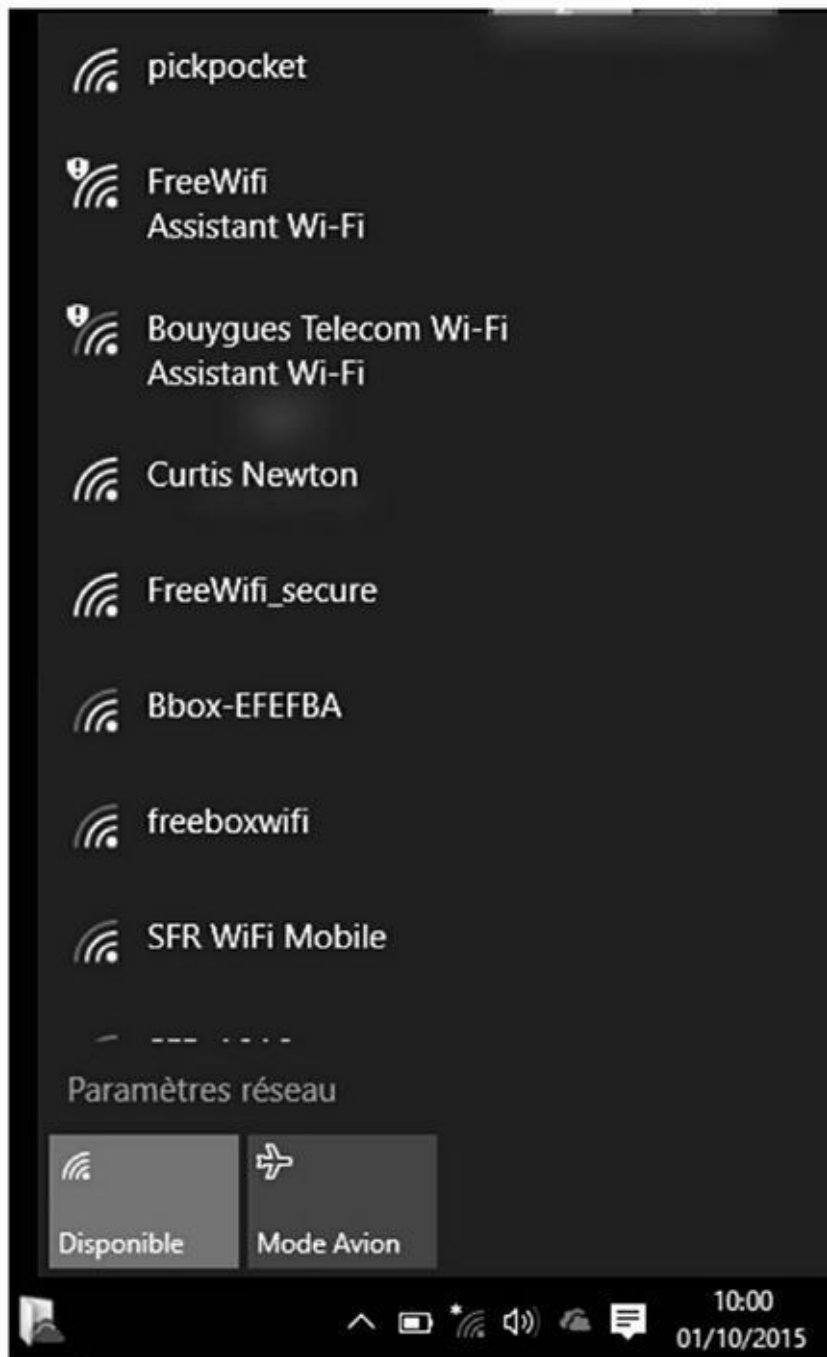 pickpocket
FreeWifi
Assistant Wi-Fi
Bouygues Telecom Wi-Fi
Assistant Wi-Fi
Curtis Newton
FreeWifi_secure
Bbox-EFEFBA
freeboxwifi
SFR WiFi Mobile
Paramètres réseau
Disponible
Mode Avion
10:00
01/10/2015